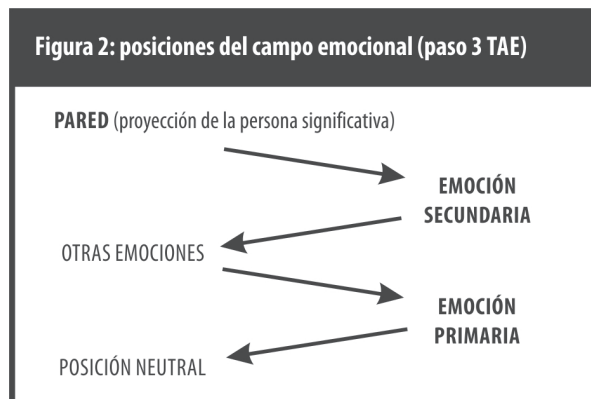 Figura 2: posiciones del campo emocional (paso 3 TAE)
PARED (proyección de la persona significativa)
EMOCIÓN
SECUNDARIA
OTRAS EMOCIONES
EMOCIÓN
PRIMARIA
POSICIÓN NEUTRAL